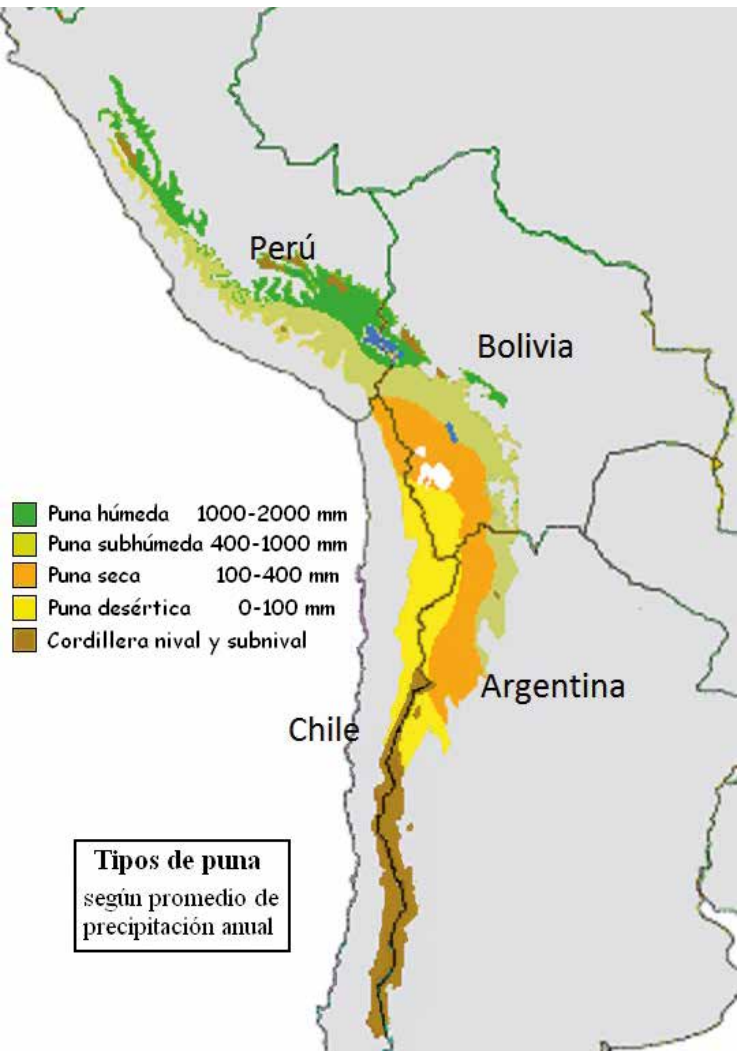 Perú
Bolivia
Puna húmeda 1000-2000 mm
Puna subhúmeda 400-1000 mm
Puna seca 100-400 mm
Puna desértica 0-100 mm
Cordillera nival y subnival
Argentina
Chile
Tipos de puna
según promedio de
precipitación anual